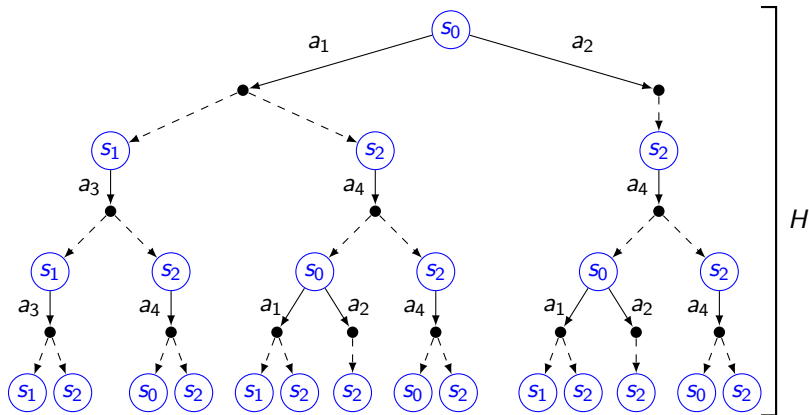 s₀
a₁ a₂
s₁ s₂ s₂
a₃ a₄ a₄
H
s₁ s₂ s₀ s₂ s₀ s₂
a₃ a₄ a₁ a₂ a₄ a₁ a₂ a₄
s₁ s₂ s₀ s₂ s₁ s₂ s₂ s₀ s₂ s₁ s₂ s₂ s₀ s₂